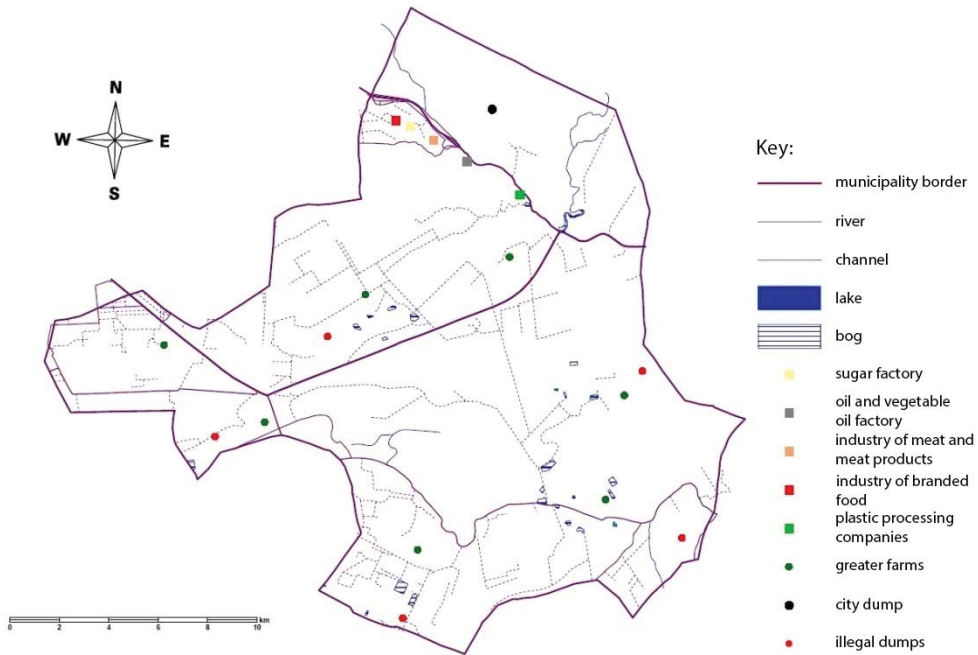 N
W E
S
Key:
municipality border
river
channel
lake
bog
sugar factory
oil and vegetable
oil factory
industry of meat and
meat products
industry of branded
food
plastic processing
companies
greater farms
city dump
illegal dumps
0 2 4 6 8 10
km